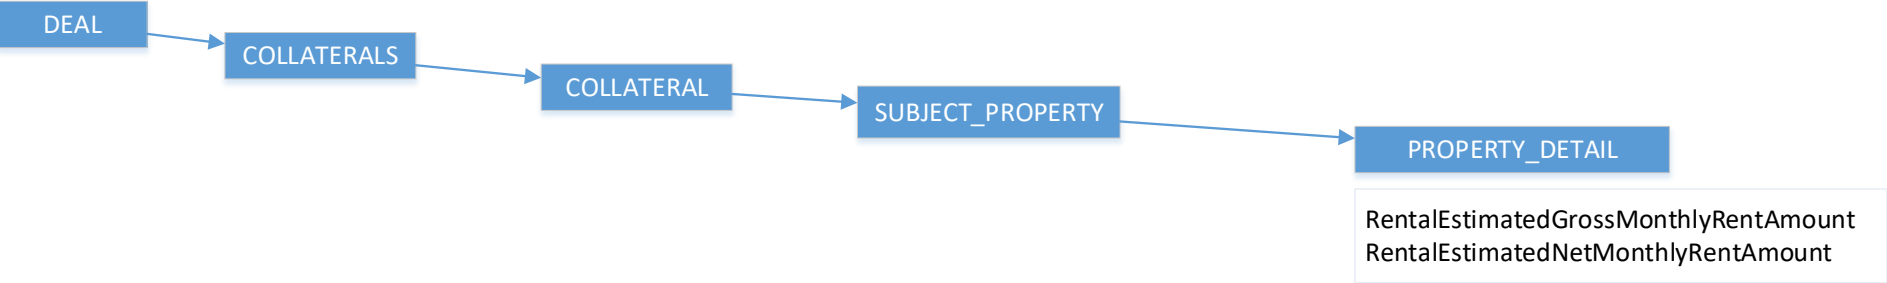 DEAL
COLLATERALS
COLLATERAL
SUBJECT_PROPERTY
PROPERTY_DETAIL
RentalEstimatedGrossMonthlyRentAmount
RentalEstimatedNetMonthlyRentAmount